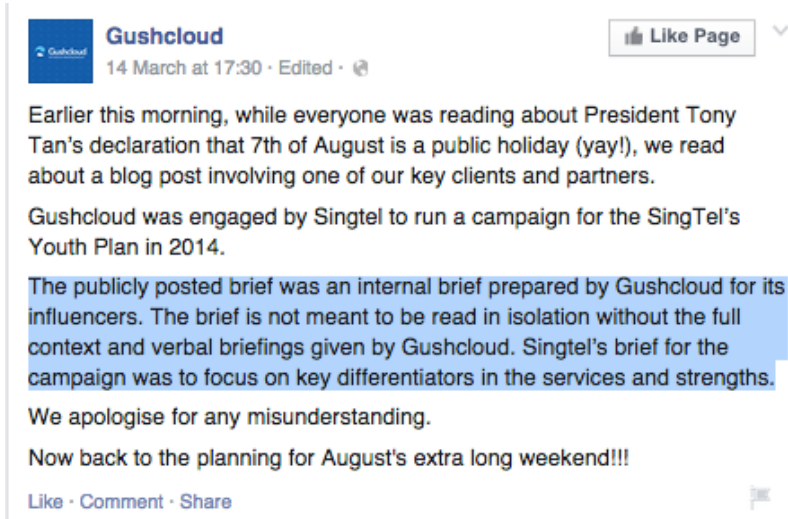 Gushcloud
Gushcloud
Like Page
14 March at 17:30 · Edited ·
Earlier this morning, while everyone was reading about President Tony
Tan's declaration that 7th of August is a public holiday (yay!), we read
about a blog post involving one of our key clients and partners.
Gushcloud was engaged by Singtel to run a campaign for the SingTel's
Youth Plan in 2014.
The publicly posted brief was an internal brief prepared by Gushcloud for its
influencers. The brief is not meant to be read in isolation without the full
context and verbal briefings given by Gushcloud. Singtel's brief for the
campaign was to focus on key differentiators in the services and strengths.
We apologise for any misunderstanding.
Now back to the planning for August's extra long weekend!!!
Like · Comment · Share